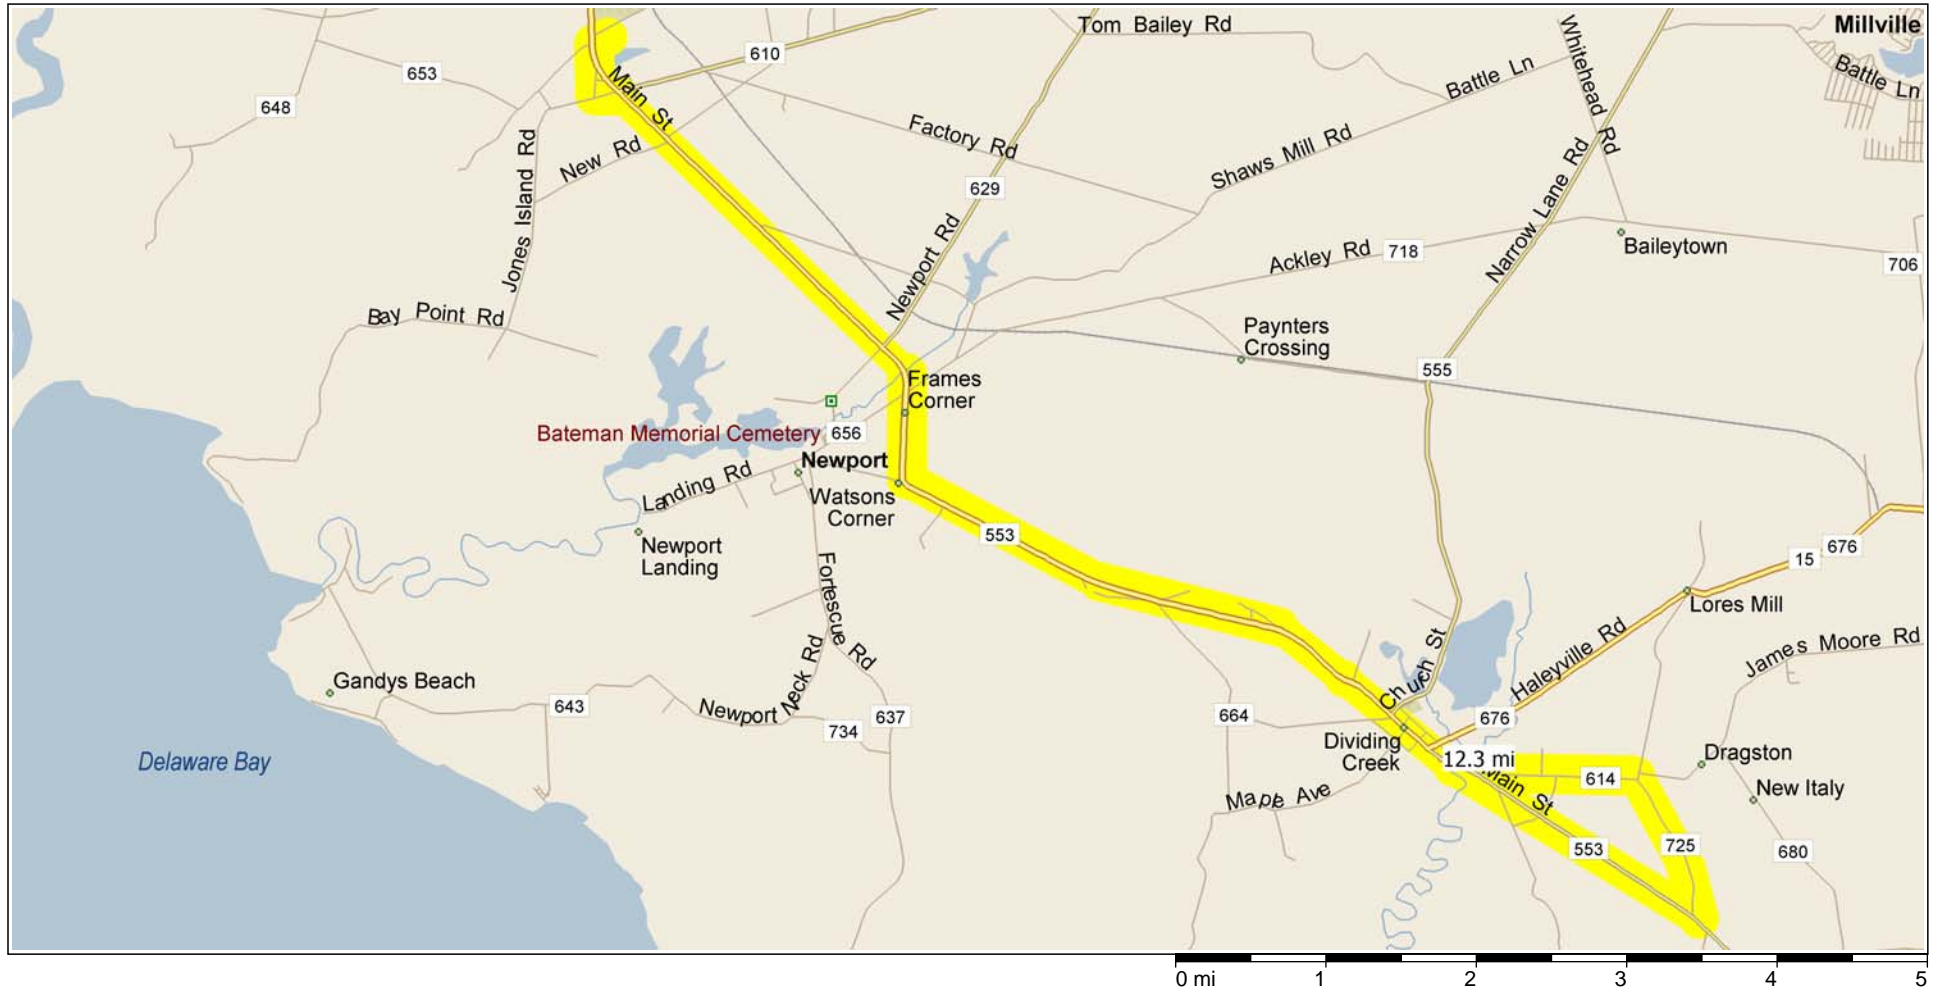 Tom Bailey Rd
Millville
Whitehead Rd
610
653
Battle Ln
Battle Ln
648
Main St
Factory Rd
New Rd
Shaws Mill Rd
Jones Island Rd
629
Narrow Lane Rd
Newport Rd
Baileytown
Ackley Rd
718
706
Bay Point Rd
Paynters
Crossing
555
Frames
Corner
Bateman Memorial Cemetery
656
Newport
Landing Rd
Watsons
Corner
553
Newport
Landing
676
15
Fortescue Rd
Lores Mill
Haleyville Rd
James Moore Rd
Church St
Gandys Beach
Newport Neck Rd
643
664
637
676
734
Dividing
Creek
12.3 mi
Dragston
Delaware Bay
614
New Italy
Main St
Maple Ave
553
725
680
0 mi
1
2
3
4
5